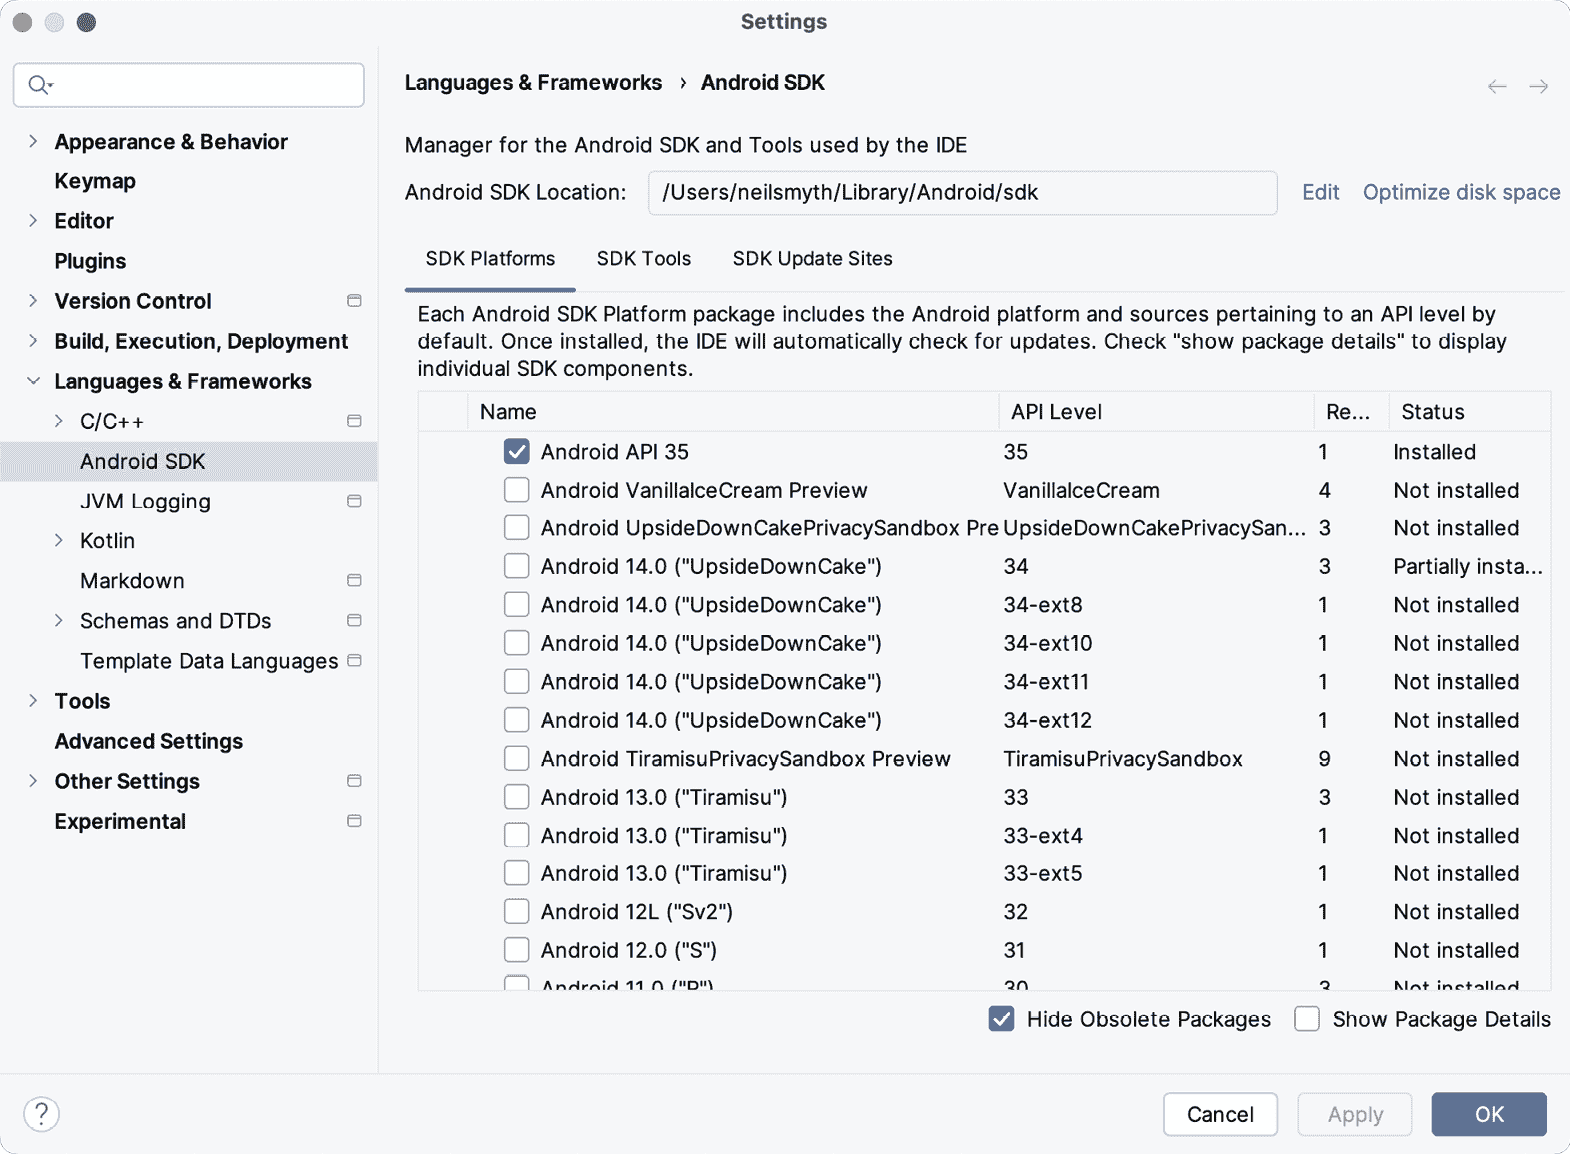 Settings
Languages & Frameworks › Android SDK
Appearance & Behavior
Keymap
Editor
Plugins
Version Control
Build, Execution, Deployment
Languages & Frameworks
C/C++
Android SDK
JVM Logging
Kotlin
Markdown
Schemas and DTDs
Template Data Languages
Tools
Advanced Settings
Other Settings
Experimental
Manager for the Android SDK and Tools used by the IDE
Android SDK Location: /Users/neilsmyth/Library/Android/sdk Edit Optimize disk space
SDK Platforms SDK Tools SDK Update Sites
Each Android SDK Platform package includes the Android platform and sources pertaining to an API level by
default. Once installed, the IDE will automatically check for updates. Check "show package details" to display
individual SDK components.
Name API Level Re... Status
Android API 35 35 1 Installed
Android VanillaIceCream Preview VanillaIceCream 4 Not installed
Android UpsideDownCakePrivacySandbox Pre UpsideDownCakePrivacySan... 3 Not installed
Android 14.0 ("UpsideDownCake") 34 3 Partially insta...
Android 14.0 ("UpsideDownCake") 34-ext8 1 Not installed
Android 14.0 ("UpsideDownCake") 34-ext10 1 Not installed
Android 14.0 ("UpsideDownCake") 34-ext11 1 Not installed
Android 14.0 ("UpsideDownCake") 34-ext12 1 Not installed
Android TiramisuPrivacySandbox Preview TiramisuPrivacySandbox 9 Not installed
Android 13.0 ("Tiramisu") 33 3 Not installed
Android 13.0 ("Tiramisu") 33-ext4 1 Not installed
Android 13.0 ("Tiramisu") 33-ext5 1 Not installed
Android 12L ("Sv2") 32 1 Not installed
Android 12.0 ("S") 31 1 Not installed
Android 11.0 ("R") 30 3 Not installed
Hide Obsolete Packages Show Package Details
? Cancel Apply OK